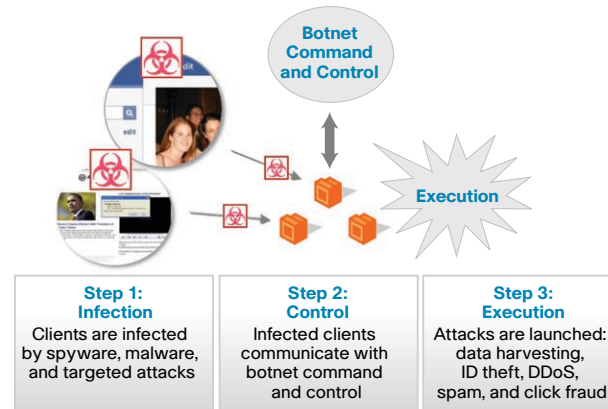 Botnet
Command
and Control
edit
edit
Execution
Step 1:
Infection
Clients are infected
by spyware, malware,
and targeted attacks
Step 2:
Control
Infected clients
communicate with
botnet command
and control
Step 3:
Execution
Attacks are launched:
data harvesting,
ID theft, DDoS,
spam, and click fraud